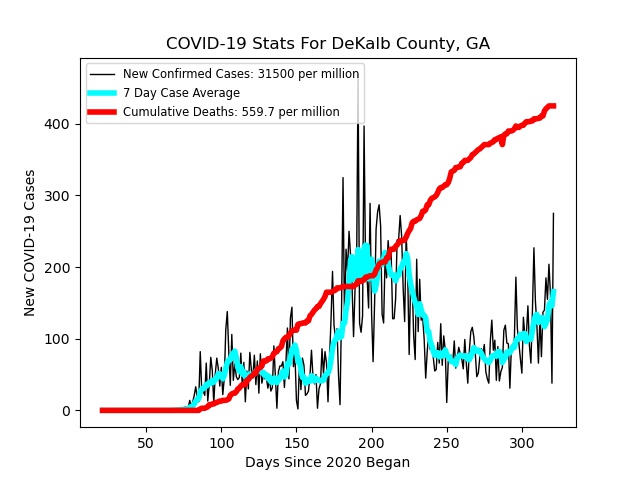 COVID-19 Stats For DeKalb County, GA
New Confirmed Cases: 31500 per million
7 Day Case Average
Cumulative Deaths: 559.7 per million
New COVID-19 Cases
400
300
200
100
0
50 100 150 200 250 300
Days Since 2020 Began